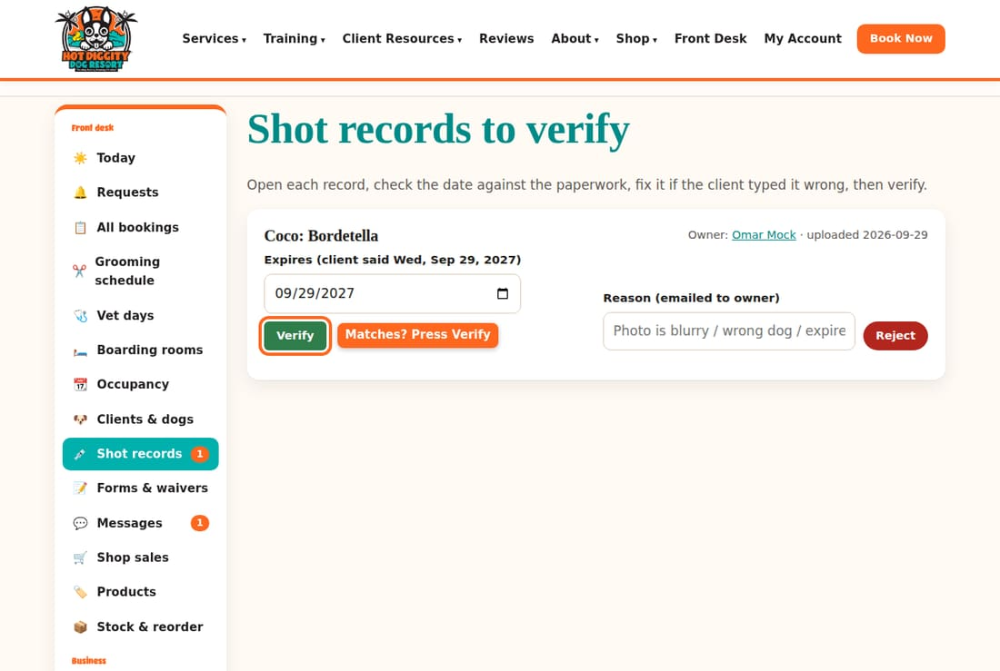 HOT DIGGITY
DOG RESORT
Services ▾
Training ▾
Client Resources ▾
Reviews
About ▾
Shop ▾
Front Desk
My Account
Book Now
Front desk
Today
Requests
All bookings
Grooming
schedule
Vet days
Boarding rooms
Occupancy
Clients & dogs
Shot records 1
Forms & waivers
Messages 1
Shop sales
Products
Stock & reorder
Business
Shot records to verify
Open each record, check the date against the paperwork, fix it if the client typed it wrong, then verify.
Coco: Bordetella
Owner: Omar Mock · uploaded 2026-09-29
Expires (client said Wed, Sep 29, 2027)
09/29/2027
Verify
Matches? Press Verify
Reason (emailed to owner)
Photo is blurry / wrong dog / expire
Reject